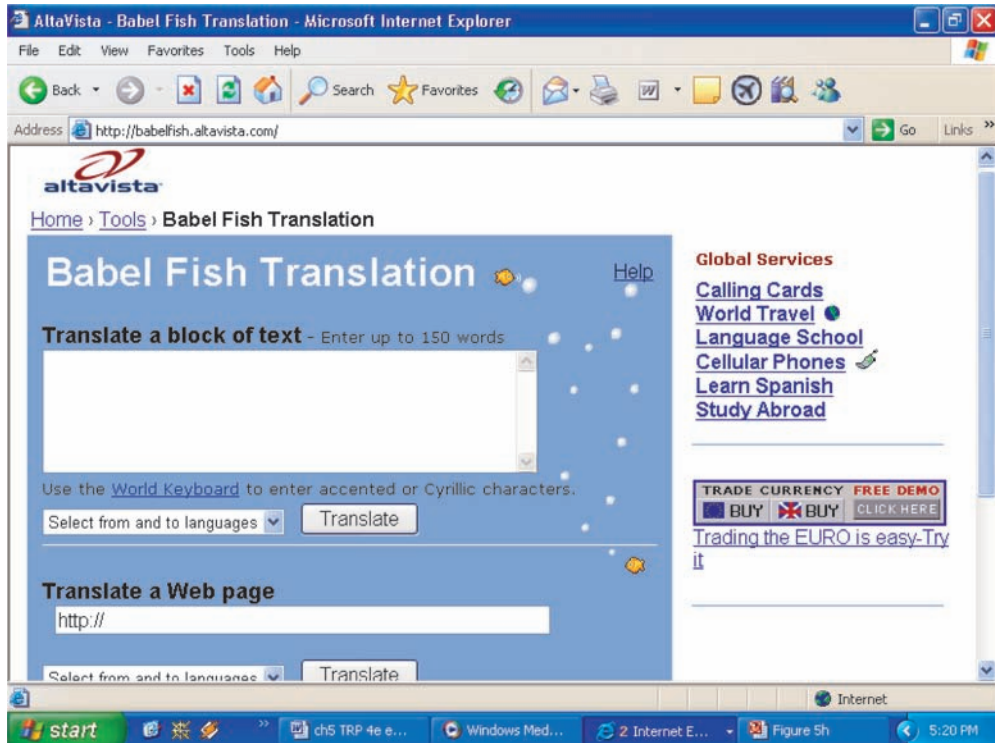 AltaVista - Babel Fish Translation - Microsoft Internet Explorer
File Edit View Favorites Tools Help
Back Search Favorites
Address http://babelfish.altavista.com/ Go Links »
altavista
Home › Tools › Babel Fish Translation
Babel Fish Translation Help
Translate a block of text - Enter up to 150 words
Use the World Keyboard to enter accented or Cyrillic characters.
Select from and to languages Translate
Translate a Web page
http://
Select from and to languages Translate
Global Services
Calling Cards
World Travel
Language School
Cellular Phones
Learn Spanish
Study Abroad
TRADE CURRENCY FREE DEMO
BUY BUY CLICK HERE
Trading the EURO is easy-Try
it
Internet
start » ch5 TRP 4e e... Windows Med... 2 Internet E... Figure 5h 5:20 PM